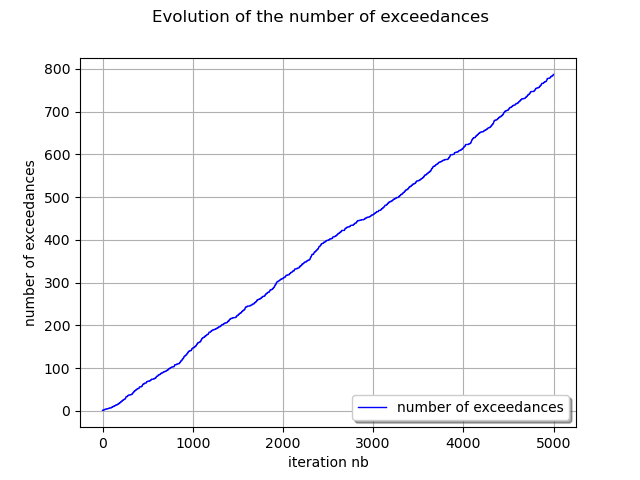 Evolution of the number of exceedances
800
700
600
500
400
300
200
100
0
number of exceedances
number of exceedances
0 1000 2000 3000 4000 5000
iteration nb